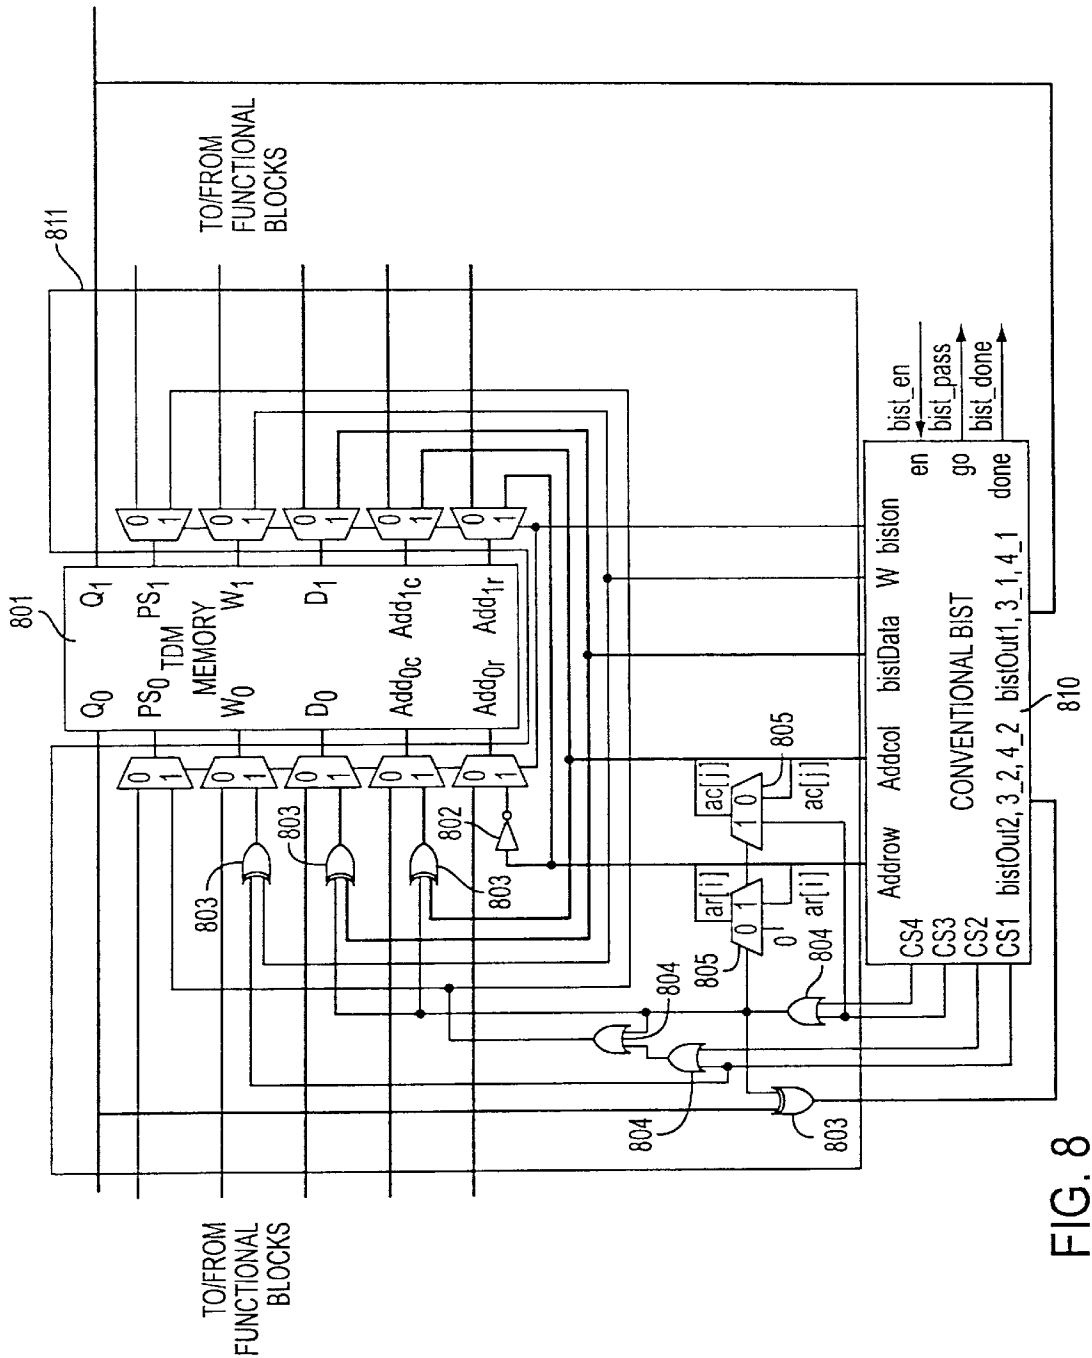 811
TO/FROM
FUNCTIONAL
BLOCKS
801
Q0
Q1
PS0
PS1
TDM
MEMORY
W0
W1
D0
D1
Add0c
Add1c
Add0r
Add1r
0
1
0
1
0
1
0
1
0
1
0
1
0
1
0
1
0
1
0
1
803
803
803
802
TO/FROM
FUNCTIONAL
BLOCKS
804
804
804
803
805
0 1
0
ar[i]
ar[i]
805
1 0
ac[j]
ac[j]
CS4
CS3
CS2
CS1
Addrow
Addcol
bistData
W
biston
CONVENTIONAL BIST
bistOut2, 3_2, 4_2
bistOut1, 3_1, 4_1
en
go
done
bist_en
bist_pass
bist_done
810
FIG. 8